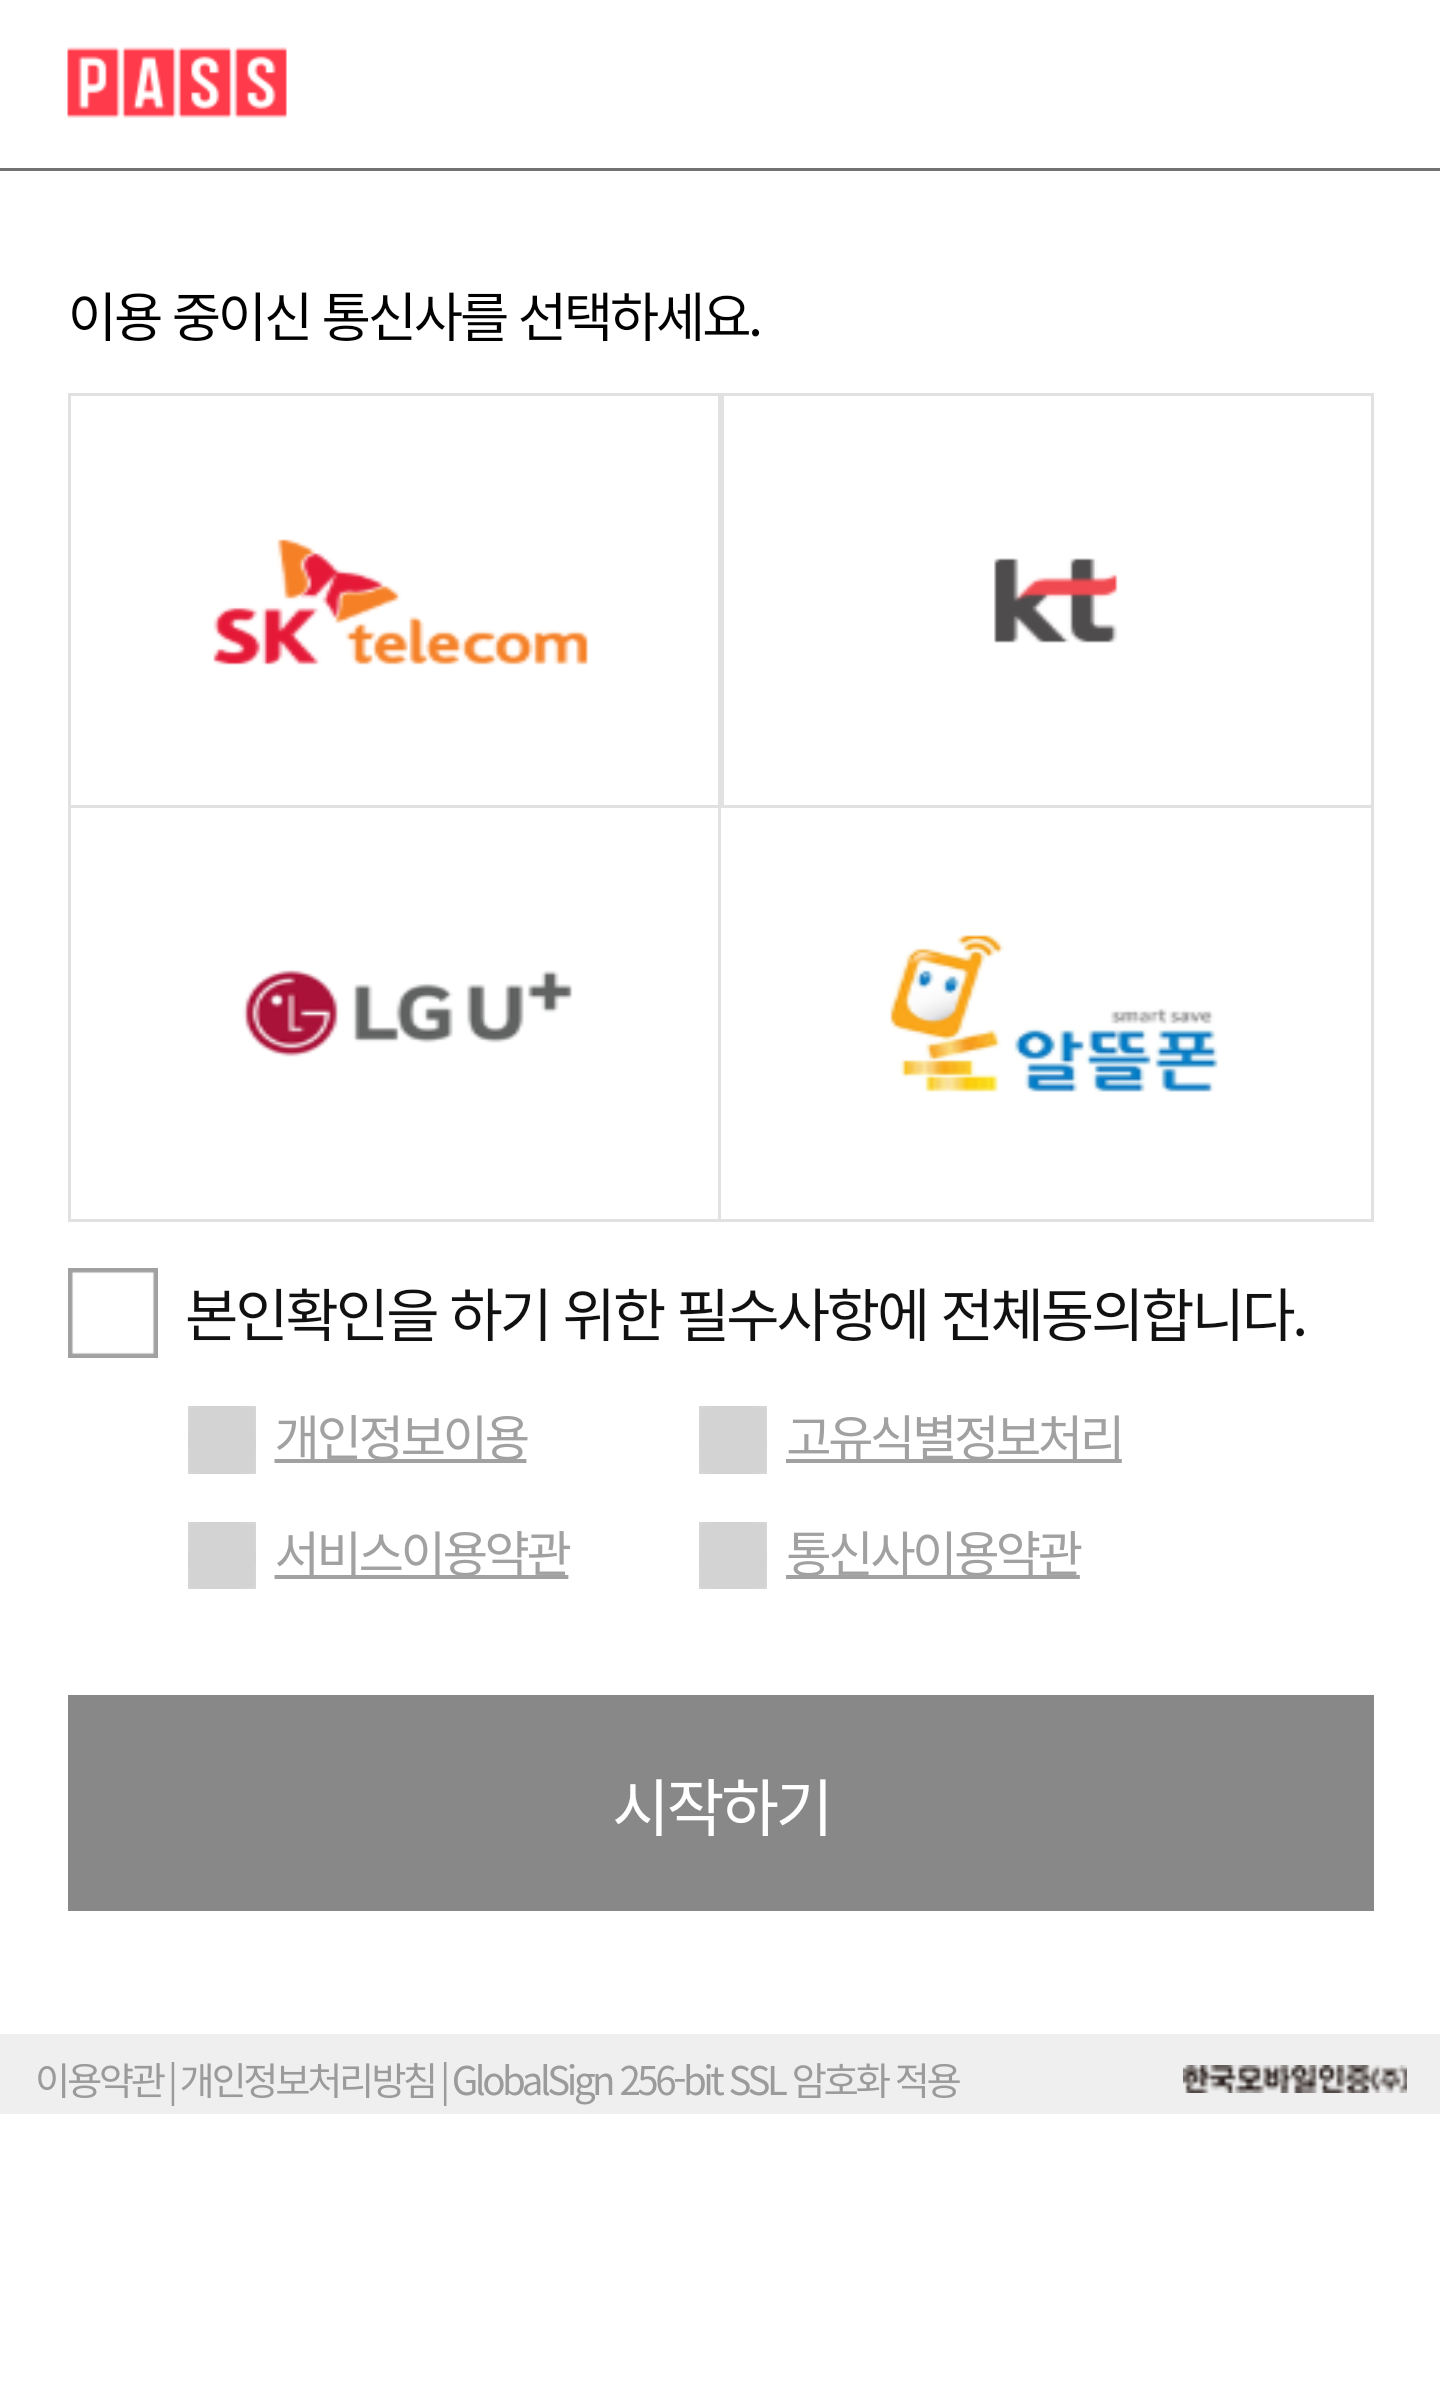 PASS
이용 중이신 통신사를 선택하세요.
SK telecom
kt
LG U+
smart save
알뜰폰
본인확인을 하기 위한 필수사항에 전체동의합니다.
개인정보이용 고유식별정보처리
서비스이용약관 통신사이용약관
시작하기
이용약관 | 개인정보처리방침 | GlobalSign 256-bit SSL 암호화 적용 한국모바일인증(주)